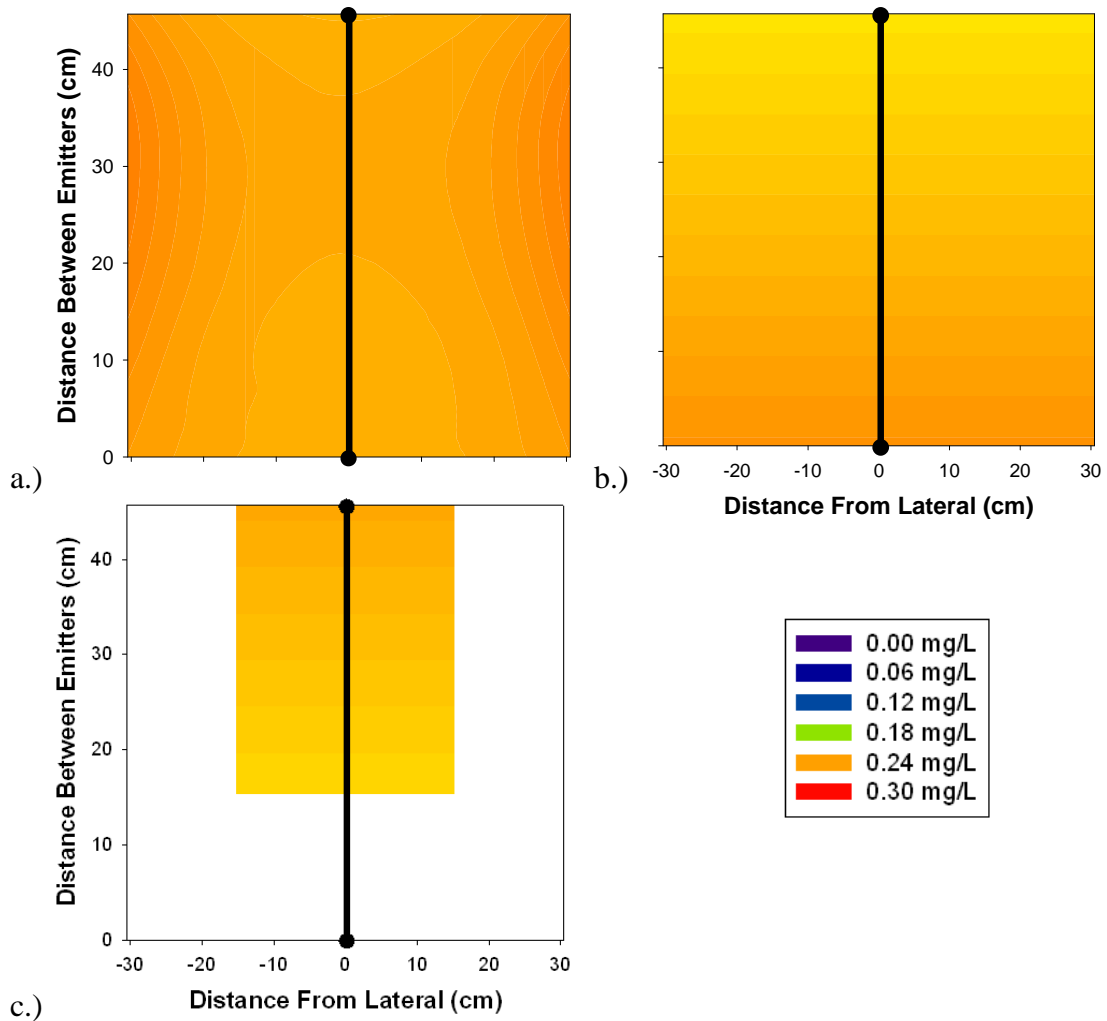 Distance Between Emitters (cm)
40
30
20
10
0
a.)
-30 -20 -10 0 10 20 30
b.)
Distance From Lateral (cm)
Distance Between Emitters (cm)
40
30
20
10
0
-30 -20 -10 0 10 20 30
Distance From Lateral (cm)
c.)
0.00 mg/L
0.06 mg/L
0.12 mg/L
0.18 mg/L
0.24 mg/L
0.30 mg/L